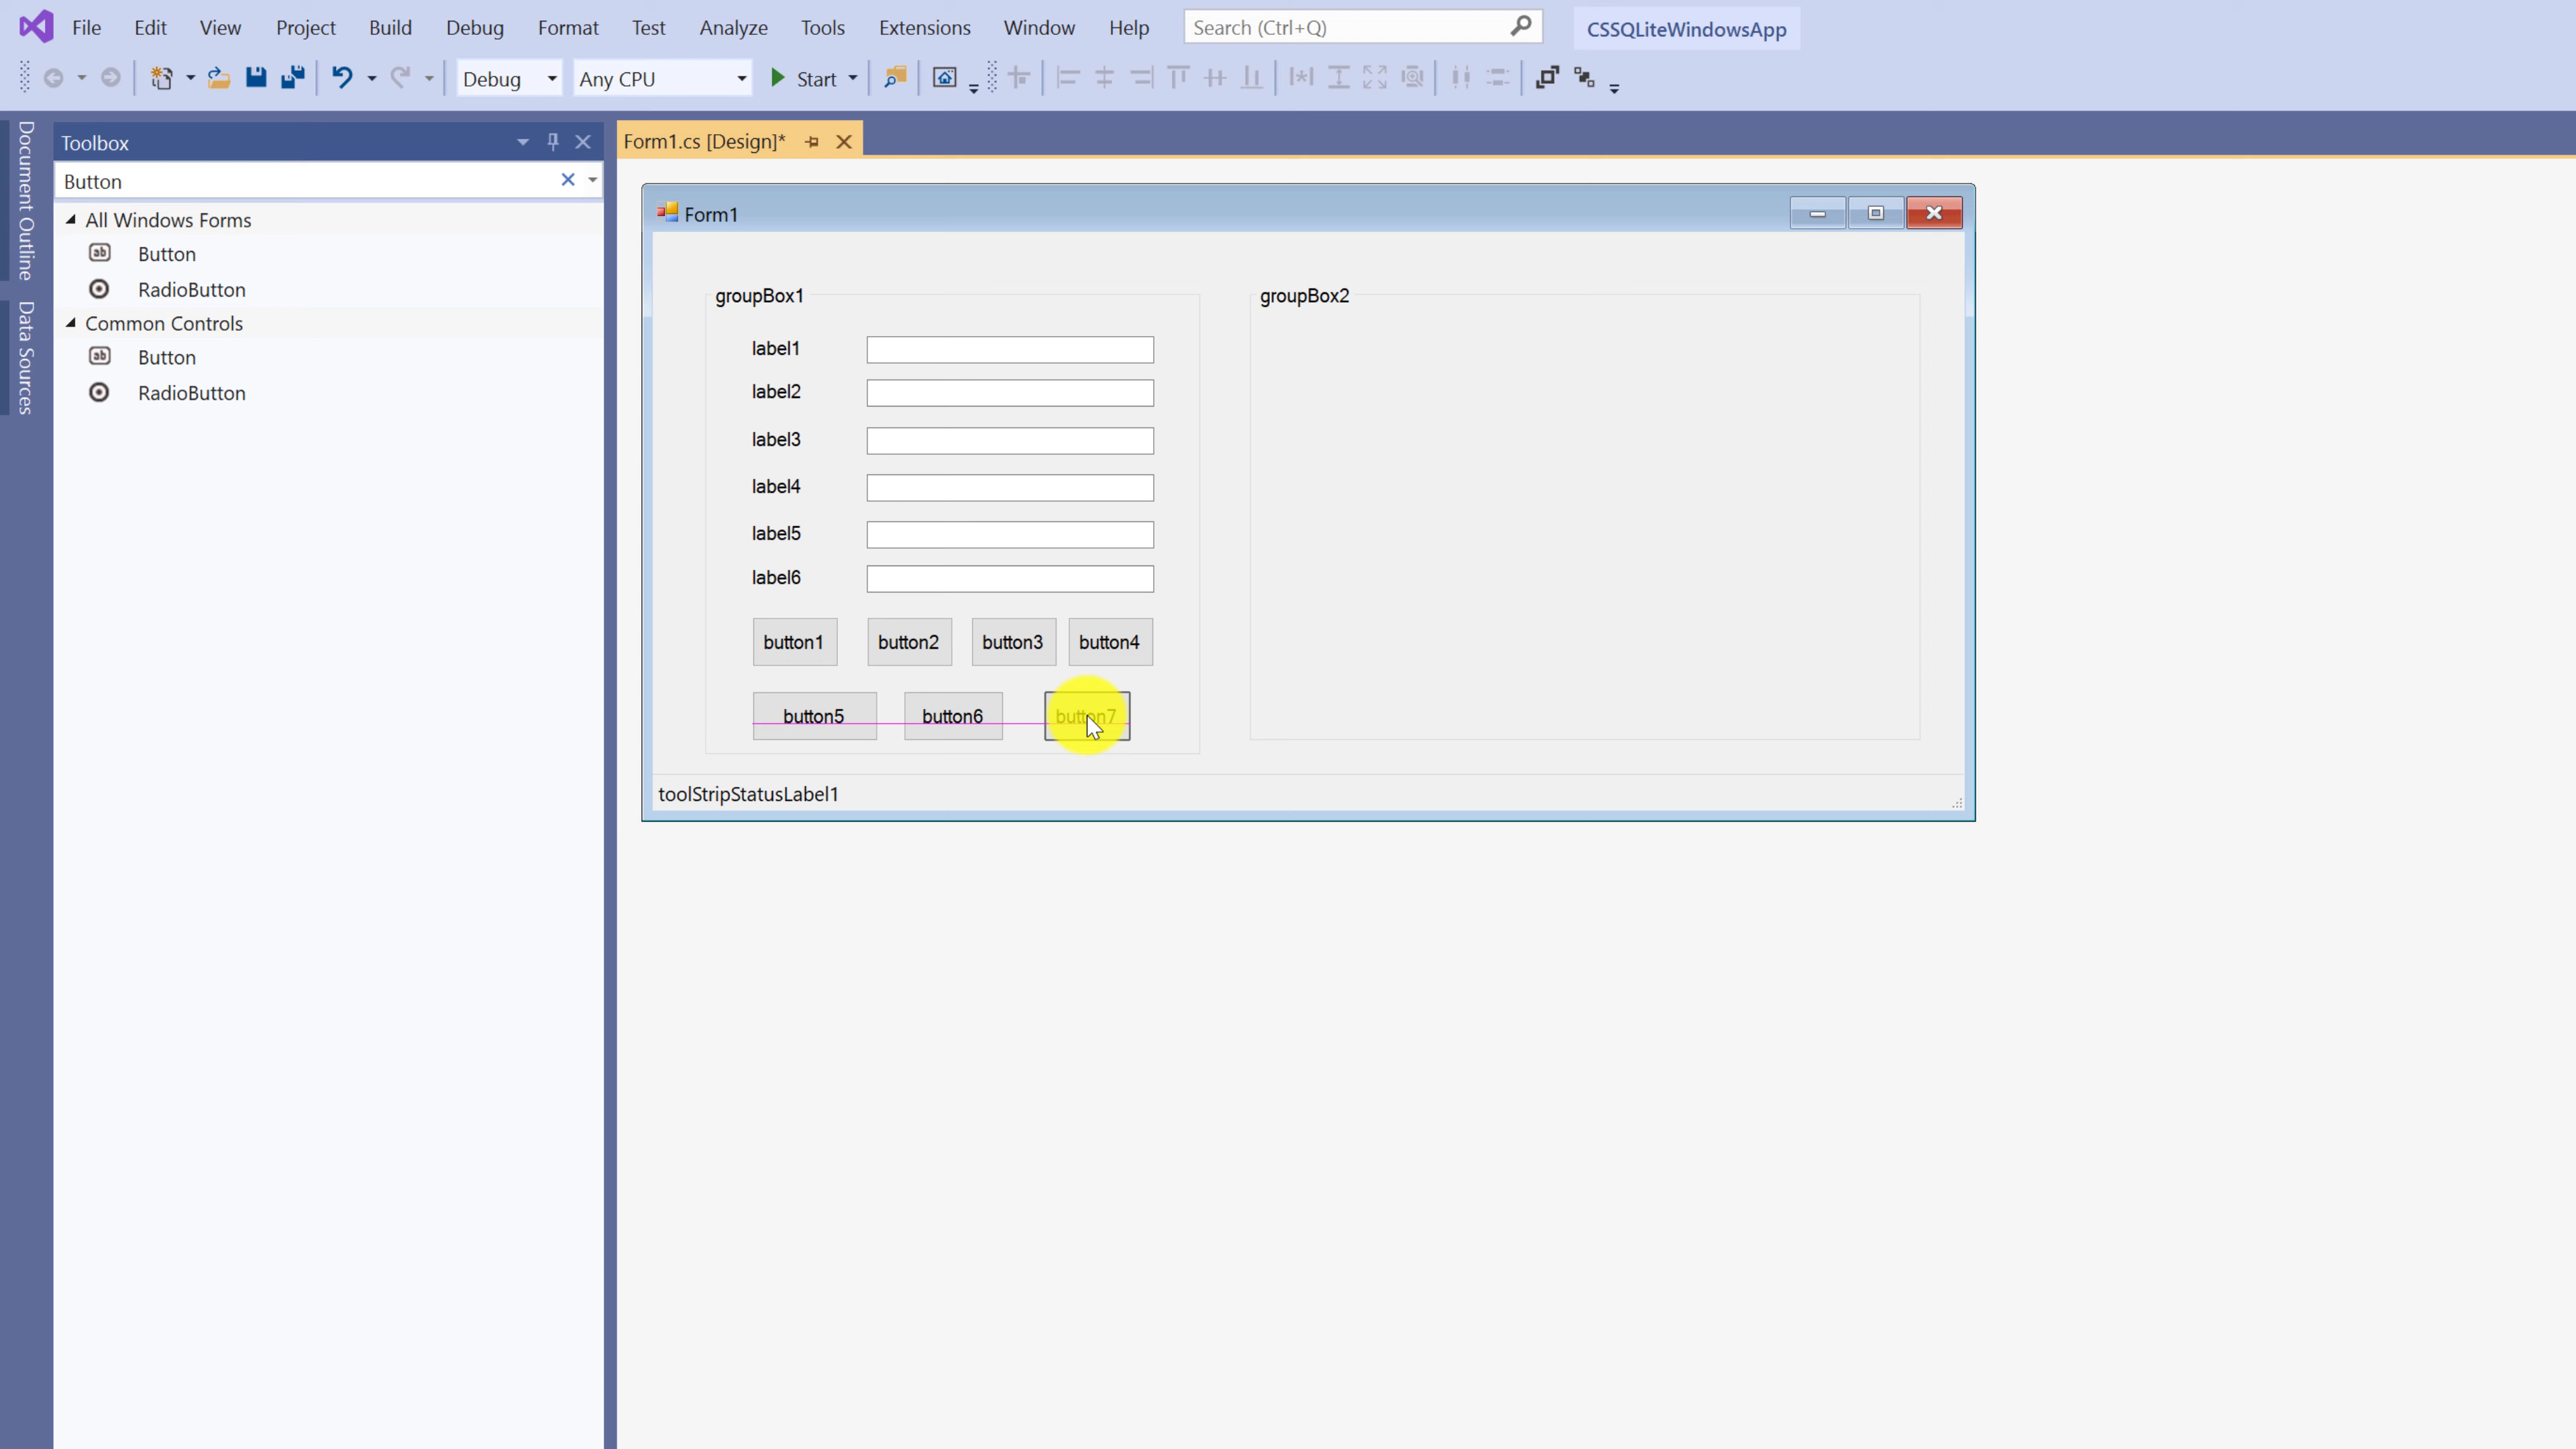 File Edit View Project Build Debug Format Test Analyze Tools Extensions Window Help Search (Ctrl+Q) CSSQLiteWindowsApp
Debug Any CPU Start
Document Outline
Data Sources
Toolbox
Button
All Windows Forms
Button
RadioButton
Common Controls
Button
RadioButton
Form1.cs [Design]*
Form1
groupBox1
label1
label2
label3
label4
label5
label6
button1 button2 button3 button4
button5 button6 button7
groupBox2
toolStripStatusLabel1